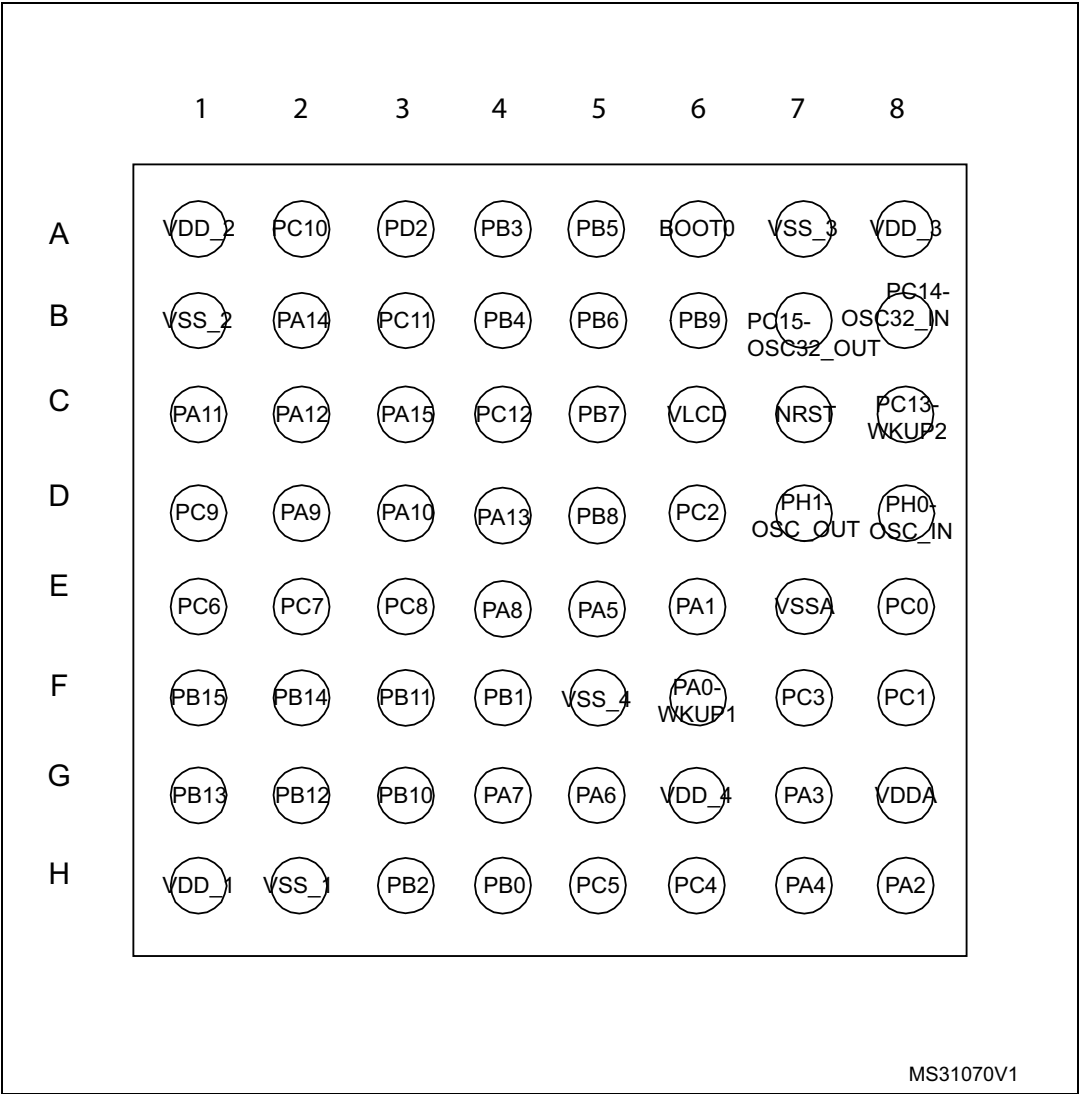 1 2 3 4 5 6 7 8
A VDD_2 PC10 PD2 PB3 PB5 BOOT0 VSS_3 VDD_3
B VSS_2 PA14 PC11 PB4 PB6 PB9 PC15-OSC32_OUT PC14-OSC32_IN
C PA11 PA12 PA15 PC12 PB7 VLCD NRST PC13-WKUP2
D PC9 PA9 PA10 PA13 PB8 PC2 PH1-OSC_OUT PH0-OSC_IN
E PC6 PC7 PC8 PA8 PA5 PA1 VSSA PC0
F PB15 PB14 PB11 PB1 VSS_4 PA0-WKUP1 PC3 PC1
G PB13 PB12 PB10 PA7 PA6 VDD_4 PA3 VDDA
H VDD_1 VSS_1 PB2 PB0 PC5 PC4 PA4 PA2
MS31070V1